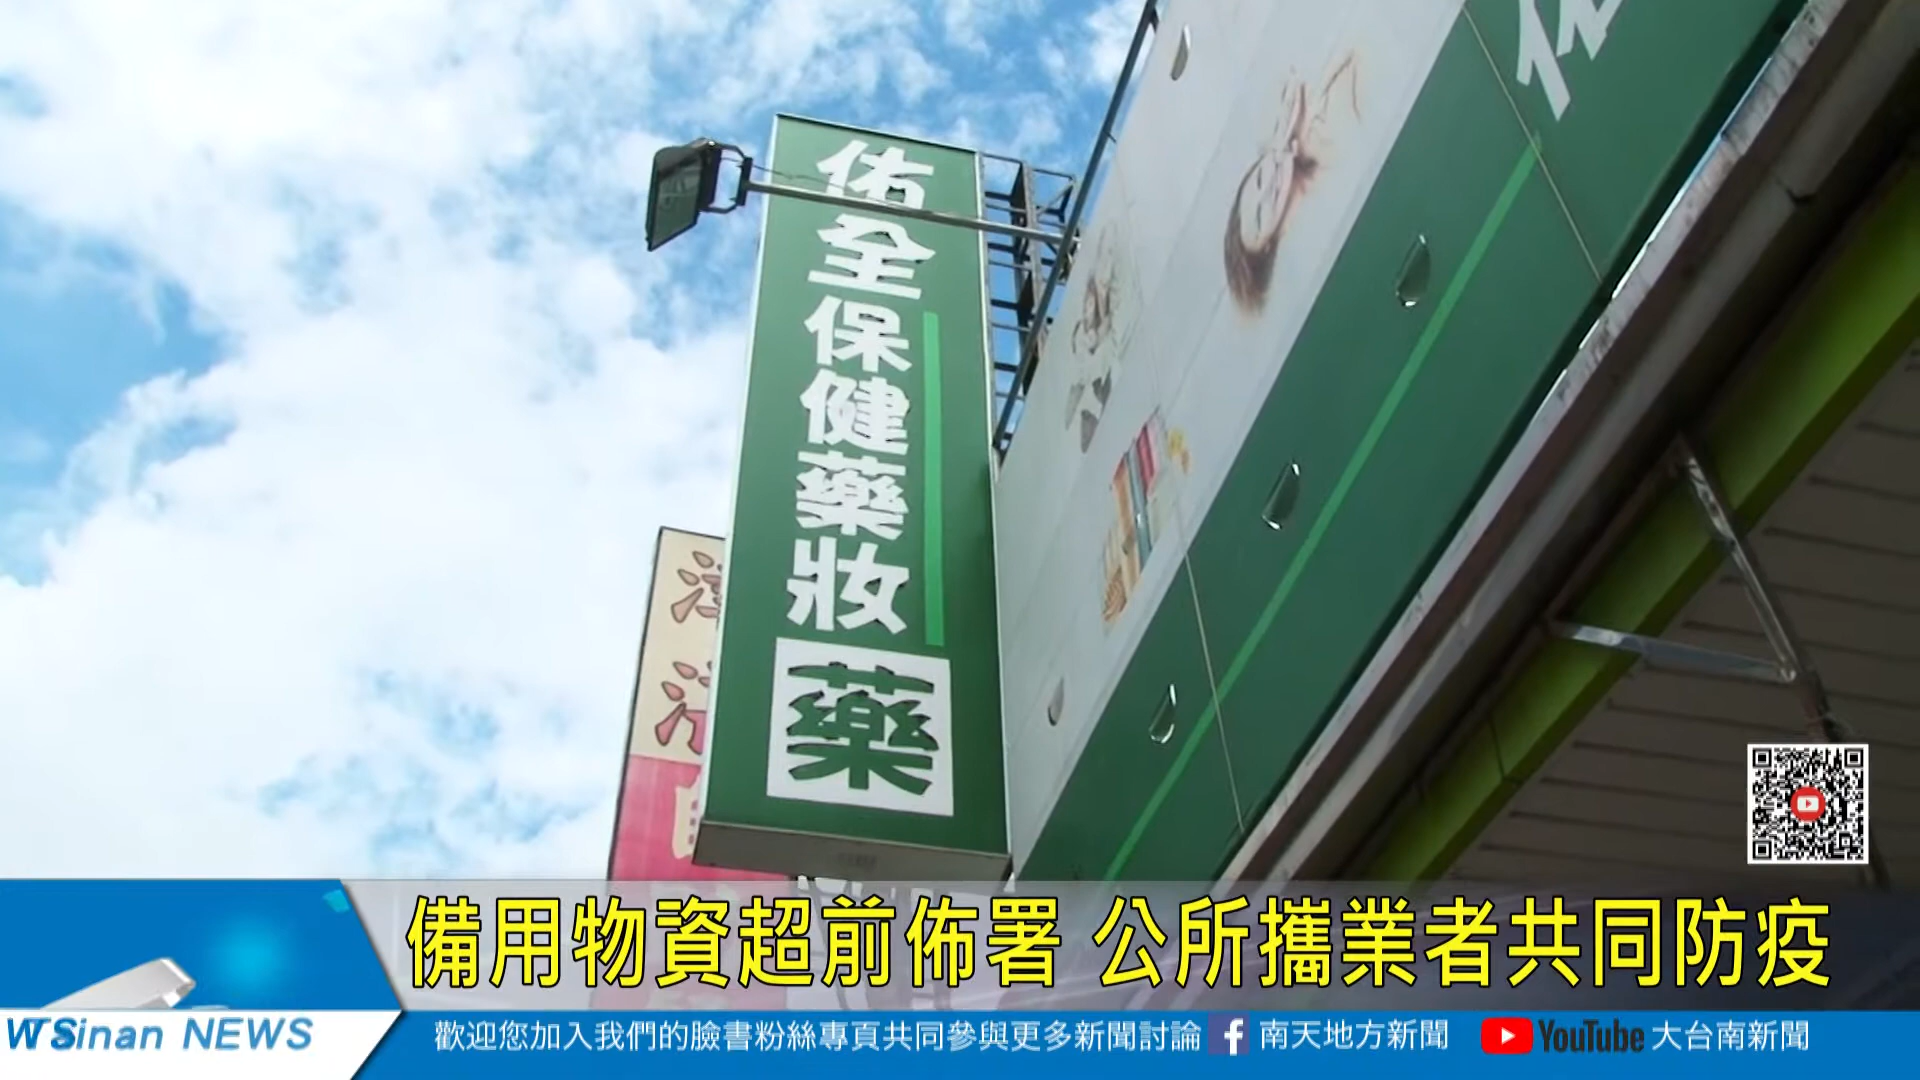 佑全保健藥妝
藥
備用物資超前佈署 公所攜業者共同防疫
Sinan NEWS
歡迎您加入我們的臉書粉絲專頁共同參與更多新聞討論 南天地方新聞 YouTube 大台南新聞